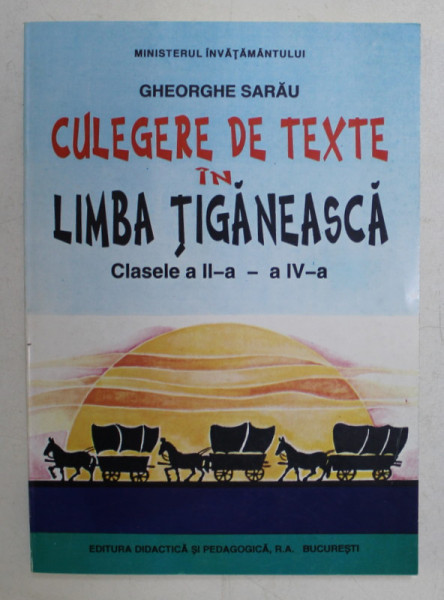 MINISTERUL ÎNVĂŢĂMÂNTULUI
GHEORGHE SARĂU
CULEGERE DE TEXTE
ÎN
LIMBA ŢIGĂNEASCĂ
Clasele a II-a - a IV-a
EDITURA DIDACTICĂ ŞI PEDAGOGICĂ, R.A. BUCUREŞTI